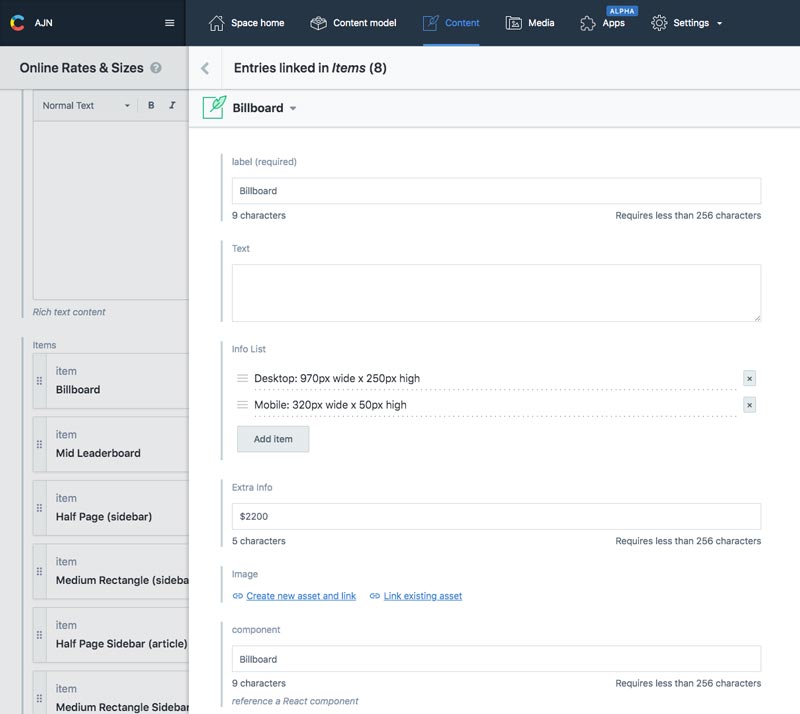 AJN
Space home
Content model
Content
Media
ALPHA
Apps
Settings
Online Rates & Sizes ?
Entries linked in Items (8)
Normal Text
B I
Billboard
label (required)
Billboard
9 characters
Requires less than 256 characters
Text
Rich text content
Items
item
Billboard
item
Mid Leaderboard
item
Half Page (sidebar)
item
Medium Rectangle (sideba
item
Half Page Sidebar (article)
item
Medium Rectangle Sidebar
Info List
Desktop: 970px wide x 250px high
Mobile: 320px wide x 50px high
Add item
Extra Info
$2200
5 characters
Requires less than 256 characters
Image
Create new asset and link
Link existing asset
component
Billboard
9 characters
Requires less than 256 characters
reference a React component